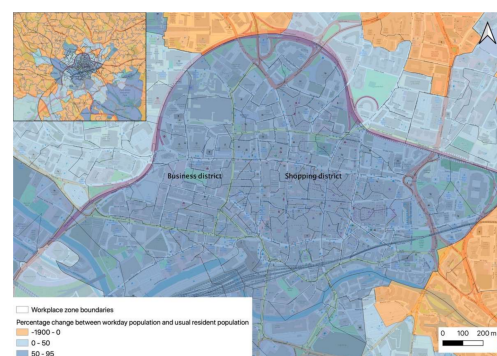 Business district
Shopping district
Workplace zone boundaries
Percentage change between workday population and usual resident population
-1900 - 0
0 - 50
50 - 95
0 100 200 m